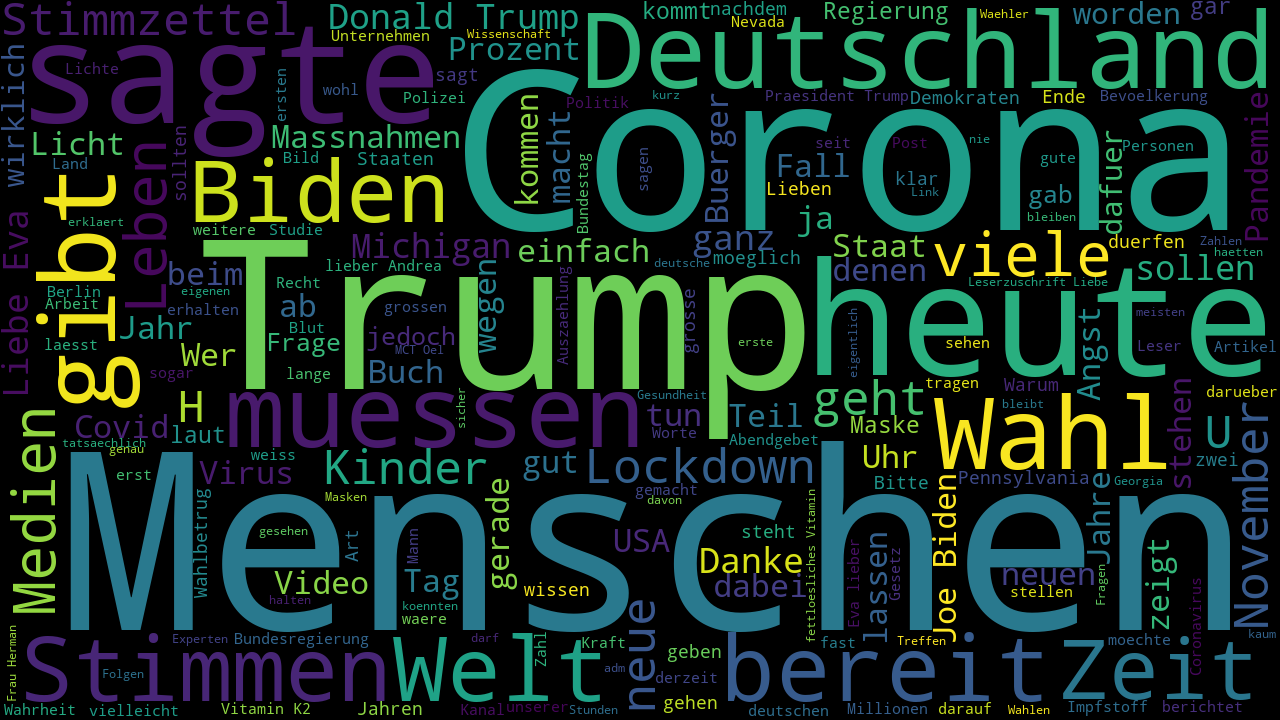 Stimmzettel
Donald Trump
kommt
nachdem
Regierung
Waehler
worden
gar
Unternehmen
Wissenschaft
Nevada
sagte
Deutschland
Prozent
wirklich
Lichte
ersten
wohl
sagt
Polizei
Corona
Politik
kurz
Praesident Trump
Demokraten
Ende
Bevoelkerung
Pandemie
Licht
Massnahmen
kommen
macht
Buerger
seit
Post
nie
dafuer
Personen
Land
Leben
sollten
Bild
Staaten
Bundestag
sagen
Fall
klar
gute
gibt
Biden
Lieben
Link
gab
bleiben
erklaert
Liebe Eva
weitere
Studie
Michigan
einfach
ganz
ja
Staat
viele
duerfen
Zahlen
haetten
beim
lieber Andrea
deutsche
moeglich
denen
sollen
Berlin
eigenen
Recht
Trump
wegen
heute
Leserzuschrift Liebe
Arbeit
erhalten
ab
grossen
Auszaehlung
grosse
eigentlich
Angst
meisten
Jahr
Blut
jedoch
erste
sehen
Leser
Artikel
laesst
Wer
Frage
MCT Oel
sogar
lange
Buch
geht
tragen
Warum
stehen
darueber
Medien
Covid
H
muessen
sicher
Gesundheit
tun
Teil
Maske
Wahl
bleibt
November
U
laut
Worte
Abendgebet
tatsaechlich
genau
weiss
Uhr
zwei
erst
Virus
Kinder
gut
Lockdown
Bitte
Pennsylvania
Jahre
Georgia
Menschen
Wahlbetrug
Masken
gerade
gemacht
davon
fettloesliches Vitamin
Joe Biden
gesehen
Art
Mann
USA
steht
Eva lieber
lassen
Gesetz
zeigt
Video
Tag
wissen
Danke
dabei
neuen
Fragen
halten
koennten
waere
stellen
Coronavirus
Frau Herman
Stimmen
Experten
Bundesregierung
Welt
darf
Zahl
Kraft
neue
geben
bereit
fast
Treffen
Zeit
moechte
kaum
Folgen
adm
derzeit
Wahrheit
vielleicht
Vitamin K2
Jahren
Kanal
unserer
Stunden
gehen
deutschen
Millionen
darauf
Wahlen
Impfstoff
berichtet